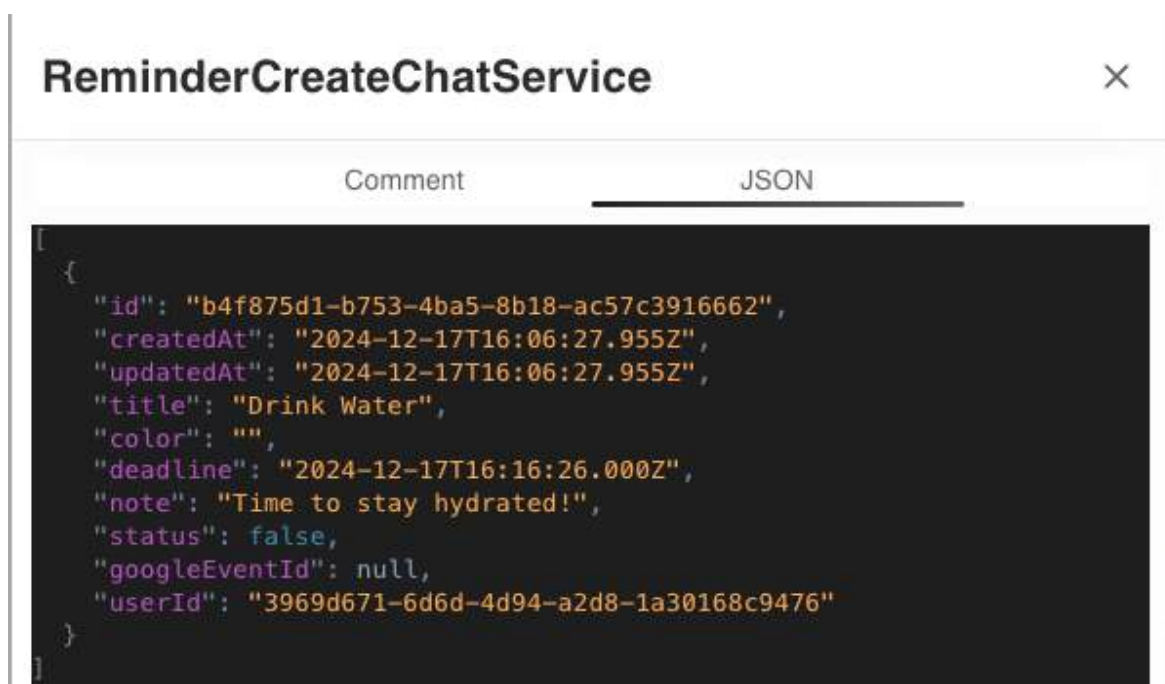 ReminderCreateChatService
Comment JSON
[
{
"id": "b4f875d1-b753-4ba5-8b18-ac57c3916662",
"createdAt": "2024-12-17T16:06:27.955Z",
"updatedAt": "2024-12-17T16:06:27.955Z",
"title": "Drink Water",
"color": "",
"deadline": "2024-12-17T16:16:26.000Z",
"note": "Time to stay hydrated!",
"status": false,
"googleEventId": null,
"userId": "3969d671-6d6d-4d94-a2d8-1a30168c9476"
}
]